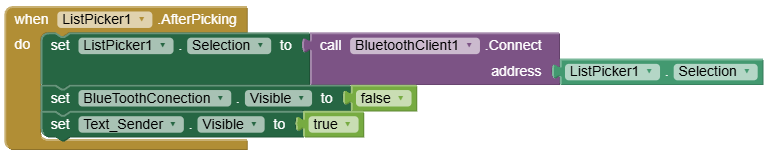 when ListPicker1 .AfterPicking
do set ListPicker1 . Selection to call BluetoothClient1 .Connect
address ListPicker1 . Selection
set BlueToothConection . Visible to false
set Text_Sender . Visible to true